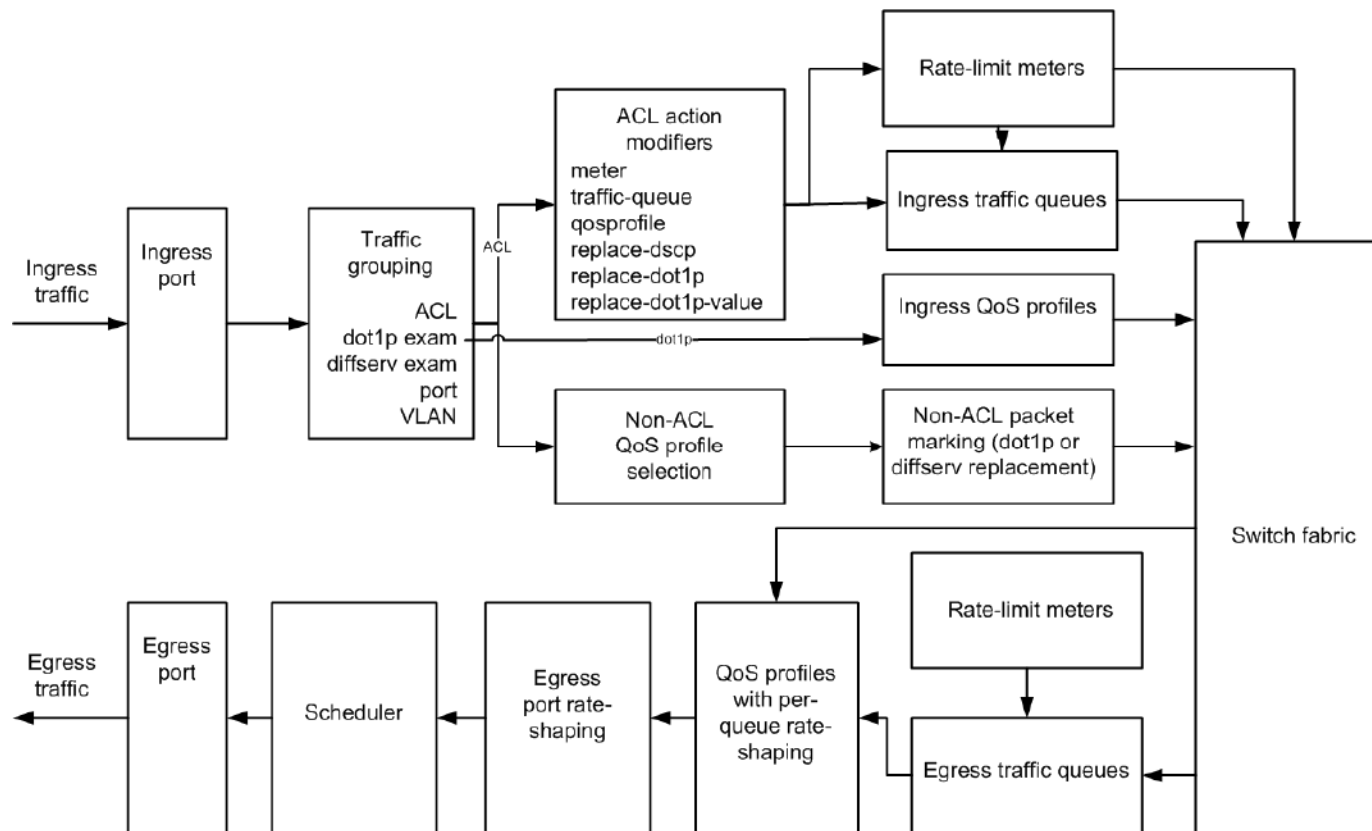 Ingress
traffic
Ingress
port
Traffic
grouping
ACL
dot1p exam
diffserv exam
port
VLAN
ACL
ACL action
modifiers
meter
traffic-queue
qosprofile
replace-dscp
replace-dot1p
replace-dot1p-value
Rate-limit meters
Ingress traffic queues
dot1p
Ingress QoS profiles
Non-ACL
QoS profile
selection
Non-ACL packet
marking (dot1p or
diffserv replacement)
Switch fabric
Egress
traffic
Egress
port
Scheduler
Egress
port rate-
shaping
QoS profiles
with per-
queue rate-
shaping
Rate-limit meters
Egress traffic queues